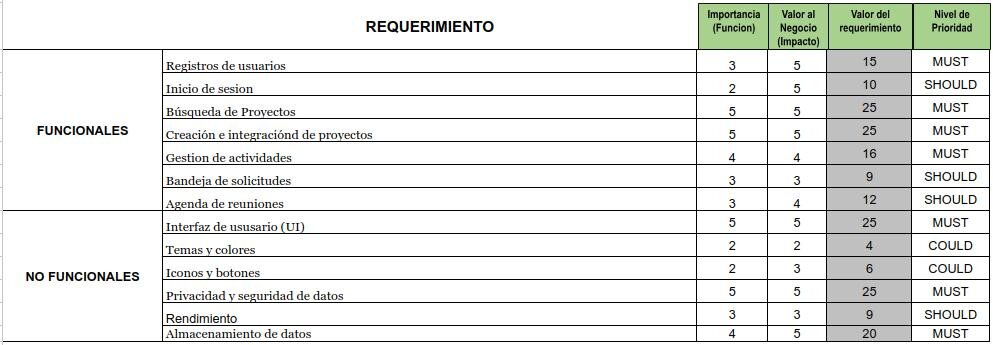 REQUERIMIENTO
Importancia (Funcion)
Valor al Negocio (Impacto)
Valor del requerimiento
Nivel de Prioridad
FUNCIONALES
Registros de usuarios 3 5 15 MUST
Inicio de sesion 2 5 10 SHOULD
Búsqueda de Proyectos 5 5 25 MUST
Creación e integraciónd de proyectos 5 5 25 MUST
Gestion de actividades 4 4 16 MUST
Bandeja de solicitudes 3 3 9 SHOULD
Agenda de reuniones 3 4 12 SHOULD
NO FUNCIONALES
Interfaz de ususario (UI) 5 5 25 MUST
Temas y colores 2 2 4 COULD
Iconos y botones 2 3 6 COULD
Privacidad y seguridad de datos 5 5 25 MUST
Rendimiento 3 3 9 SHOULD
Almacenamiento de datos 4 5 20 MUST